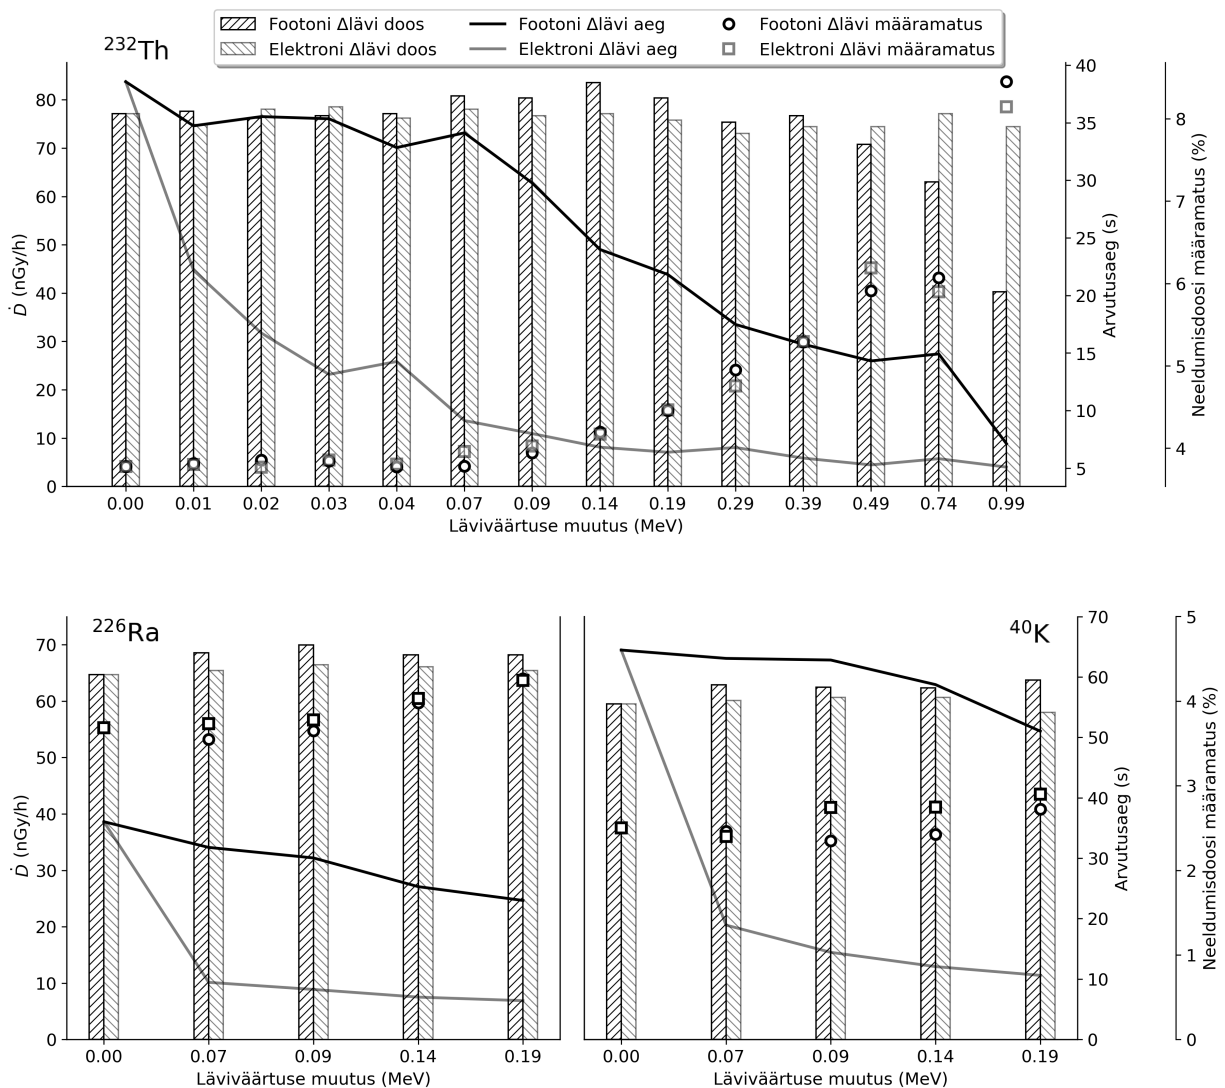 Footoni Δlävi doos
Elektroni Δlävi doos
Footoni Δlävi aeg
Elektroni Δlävi aeg
Footoni Δlävi määramatus
Elektroni Δlävi määramatus
²³²Th
Ḋ (nGy/h)
80
70
60
50
40
30
20
10
0
0.00 0.01 0.02 0.03 0.04 0.07 0.09 0.14 0.19 0.29 0.39 0.49 0.74 0.99
Läviväärtuse muutus (MeV)
40
35
30
25
20
15
10
5
Arvutusaeg (s)
8
7
6
5
4
Neeldumisdoosi määramatus (%)
²²⁶Ra
Ḋ (nGy/h)
70
60
50
40
30
20
10
0
0.00 0.07 0.09 0.14 0.19
Läviväärtuse muutus (MeV)
⁴⁰K
0.00 0.07 0.09 0.14 0.19
Läviväärtuse muutus (MeV)
70
60
50
40
30
20
10
0
Arvutusaeg (s)
5
4
3
2
1
0
Neeldumisdoosi määramatus (%)